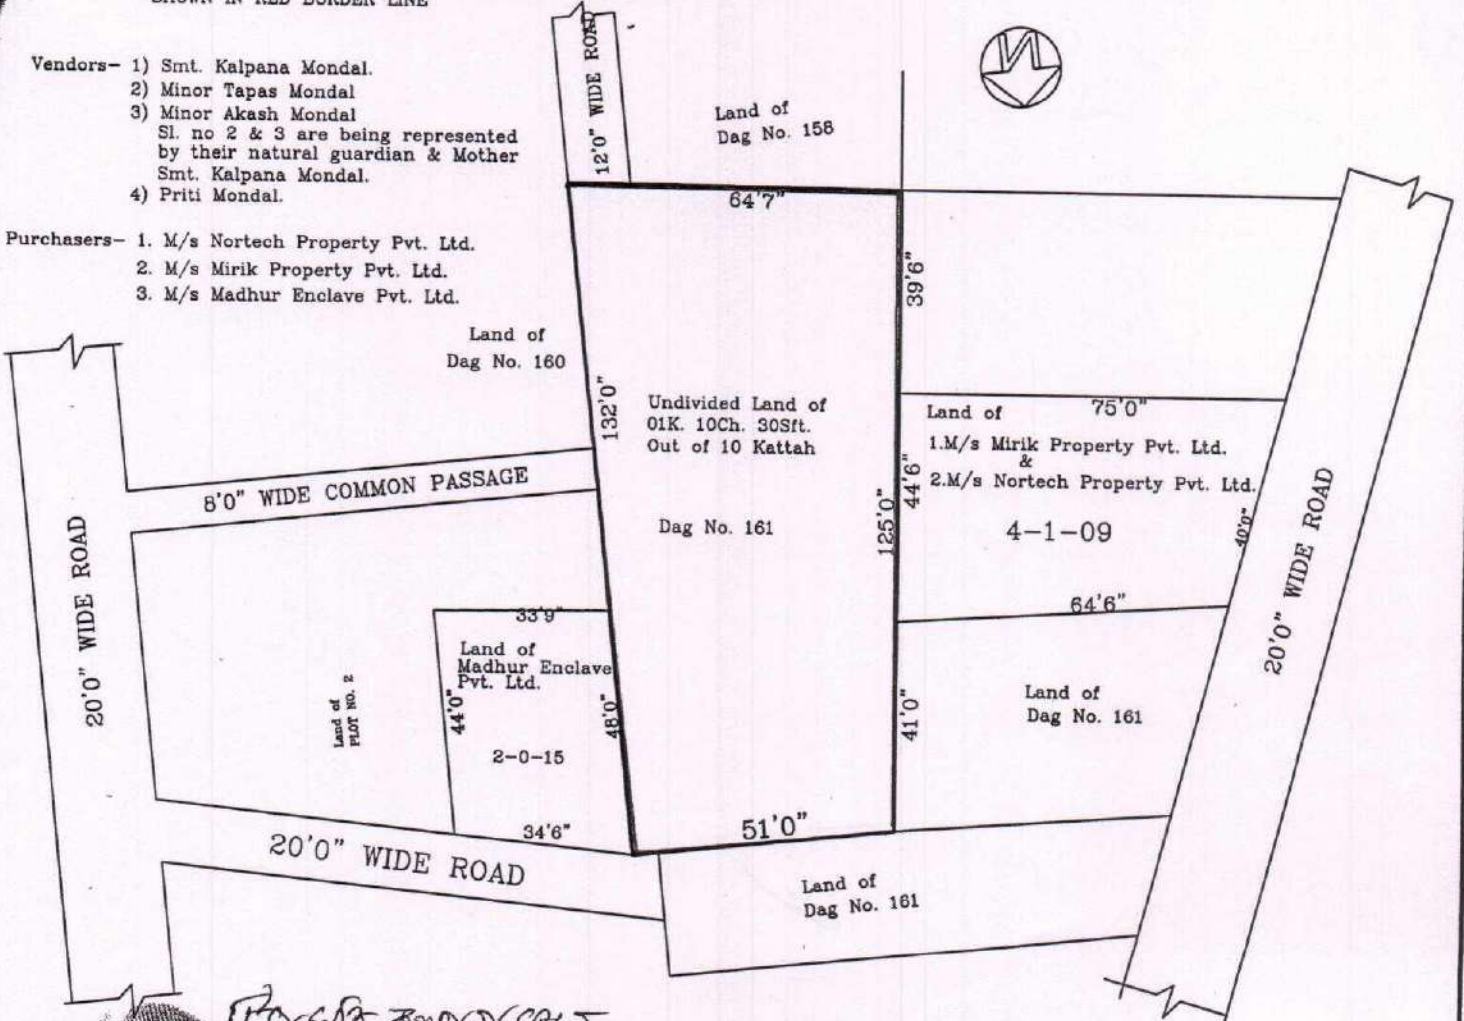 SHOWN IN RED BORDER LINE
Vendors- 1) Smt. Kalpana Mondal.
2) Minor Tapas Mondal
3) Minor Akash Mondal
Sl. no 2 & 3 are being represented
by their natural guardian & Mother
Smt. Kalpana Mondal.
4) Priti Mondal.
Purchasers- 1. M/s Nortech Property Pvt. Ltd.
2. M/s Mirik Property Pvt. Ltd.
3. M/s Madhur Enclave Pvt. Ltd.
12'0" WIDE ROAD
Land of
Dag No. 158
N
64'7"
39'6"
Land of
Dag No. 160
132'0"
Undivided Land of
01K. 10Ch. 30Sft.
Out of 10 Kattah
Dag No. 161
125'0"
44'6"
Land of
75'0"
1.M/s Mirik Property Pvt. Ltd.
&
2.M/s Nortech Property Pvt. Ltd.
4-1-09
40'0"
64'6"
20'0" WIDE ROAD
8'0" WIDE COMMON PASSAGE
20'0" WIDE ROAD
33'9"
Land of
Madhur Enclave
Pvt. Ltd.
44'0"
48'0"
2-0-15
34'6"
Land of
PLOT NO. 2
41'0"
Land of
Dag No. 161
51'0"
20'0" WIDE ROAD
Land of
Dag No. 161